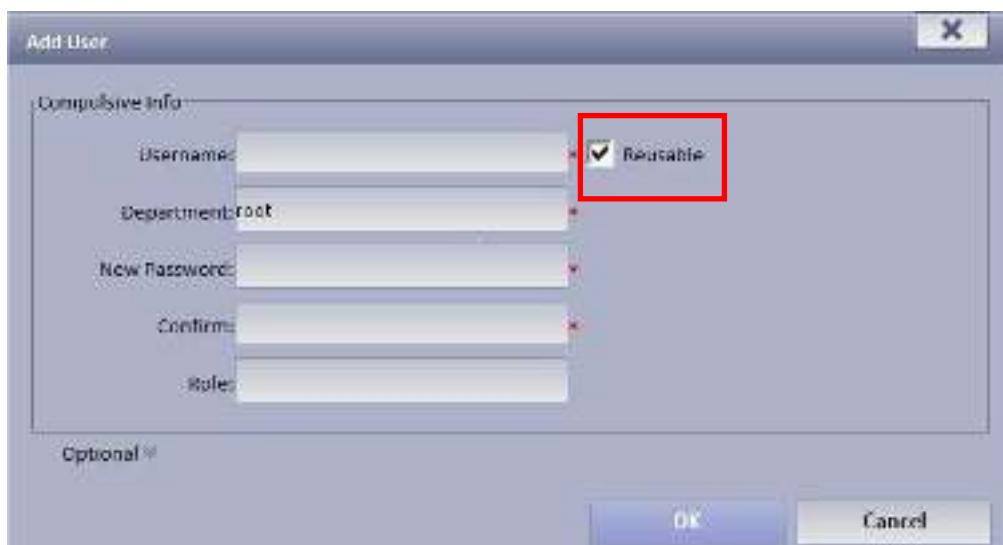 Add User
Compulsive Info
Username: * Reusable
Department: root *
New Password: *
Confirm: *
Role:
Optional
OK Cancel